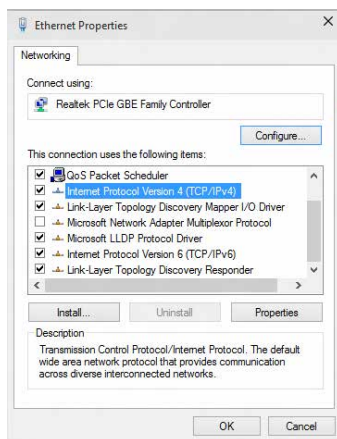 Ethernet Properties
Networking
Connect using:
Realtek PCIe GBE Family Controller
Configure...
This connection uses the following items:
QoS Packet Scheduler
Internet Protocol Version 4 (TCP/IPv4)
Link-Layer Topology Discovery Mapper I/O Driver
Microsoft Network Adapter Multiplexor Protocol
Microsoft LLDP Protocol Driver
Internet Protocol Version 6 (TCP/IPv6)
Link-Layer Topology Discovery Responder
Install... Uninstall Properties
Description
Transmission Control Protocol/Internet Protocol. The default
wide area network protocol that provides communication
across diverse interconnected networks.
OK Cancel